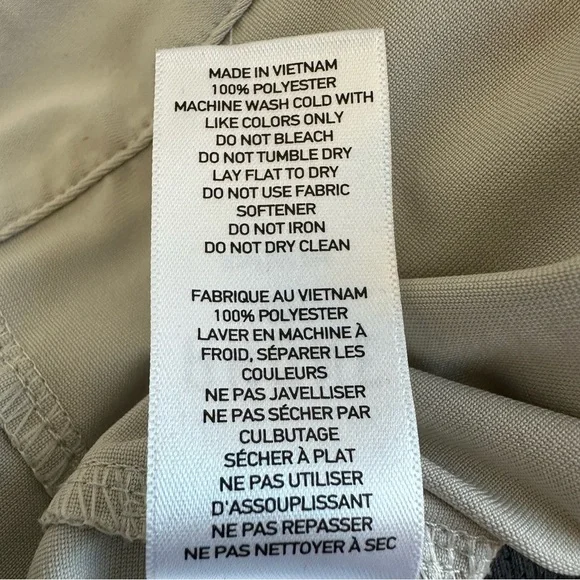 MADE IN VIETNAM
100% POLYESTER
MACHINE WASH COLD WITH
LIKE COLORS ONLY
DO NOT BLEACH
DO NOT TUMBLE DRY
LAY FLAT TO DRY
DO NOT USE FABRIC
SOFTENER
DO NOT IRON
DO NOT DRY CLEAN
FABRIQUE AU VIETNAM
100% POLYESTER
LAVER EN MACHINE À
FROID, SÉPARER LES
COULEURS
NE PAS JAVELLISER
NE PAS SÉCHER PAR
CULBUTAGE
SÉCHER À PLAT
NE PAS UTILISER
D'ASSOUPLISSANT
NE PAS REPASSER
NE PAS NETTOYER À SEC